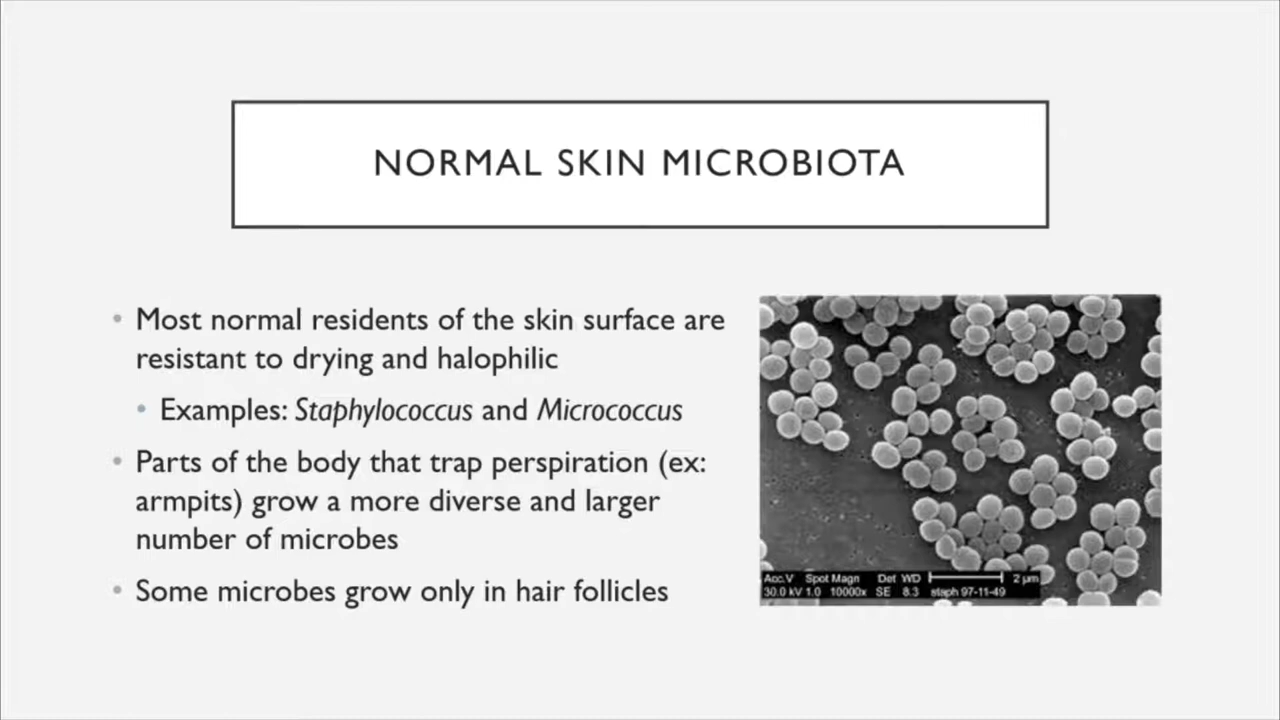 NORMAL SKIN MICROBIOTA
• Most normal residents of the skin surface are
resistant to drying and halophilic
• Examples: Staphylococcus and Micrococcus
• Parts of the body that trap perspiration (ex:
armpits) grow a more diverse and larger
number of microbes
• Some microbes grow only in hair follicles
Acc.V Spot Magn Det WD 2 µm
30.0 kV 1.0 10000x SE 8.3 staph 97-11-49